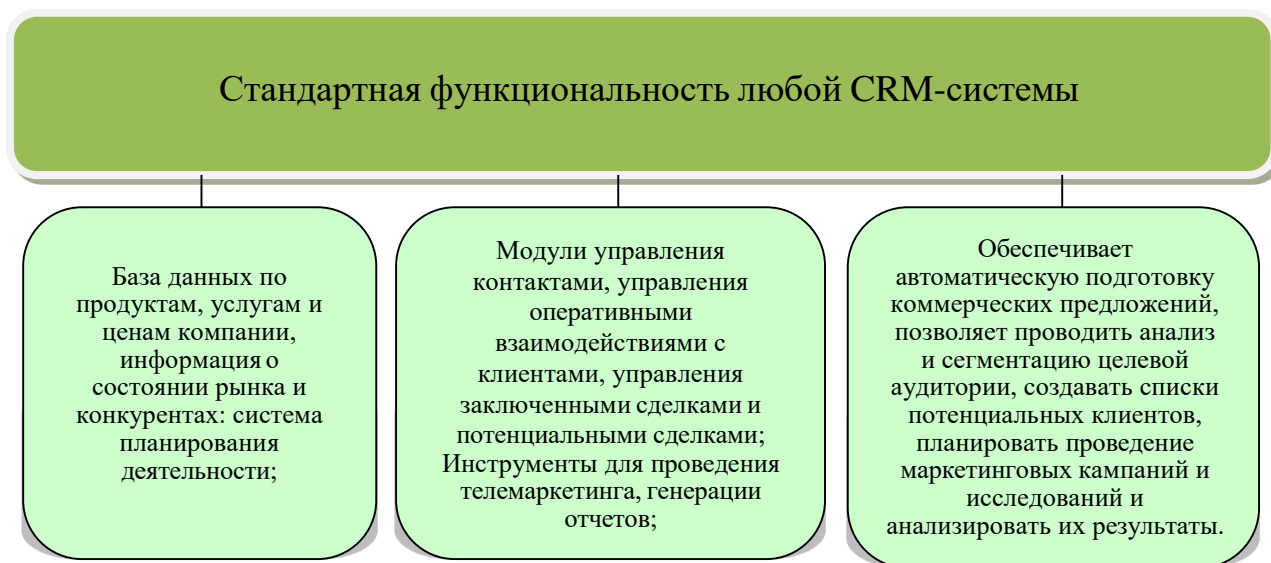 Стандартная функциональность любой CRM-системы
База данных по
продуктам, услугам и
ценам компании,
информация о
состоянии рынка и
конкурентах: система
планирования
деятельности;
Модули управления
контактами, управления
оперативными
взаимодействиями с
клиентами, управления
заключенными сделками и
потенциальными сделками;
Инструменты для проведения
телемаркетинга, генерации
отчетов;
Обеспечивает
автоматическую подготовку
коммерческих предложений,
позволяет проводить анализ
и сегментацию целевой
аудитории, создавать списки
потенциальных клиентов,
планировать проведение
маркетинговых кампаний и
исследований и
анализировать их результаты.